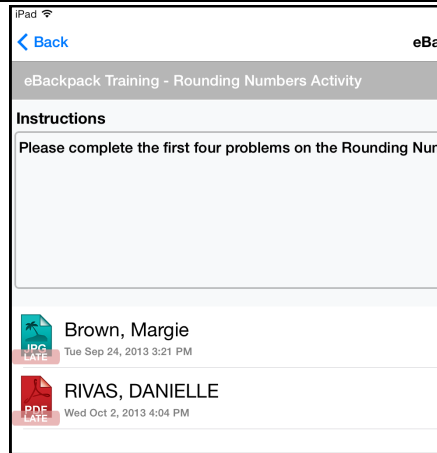 iPad
Back
eBa
eBackpack Training - Rounding Numbers Activity
Instructions
Please complete the first four problems on the Rounding Nu
JPG
LATE
Brown, Margie
Tue Sep 24, 2013 3:21 PM
PDF
LATE
RIVAS, DANIELLE
Wed Oct 2, 2013 4:04 PM